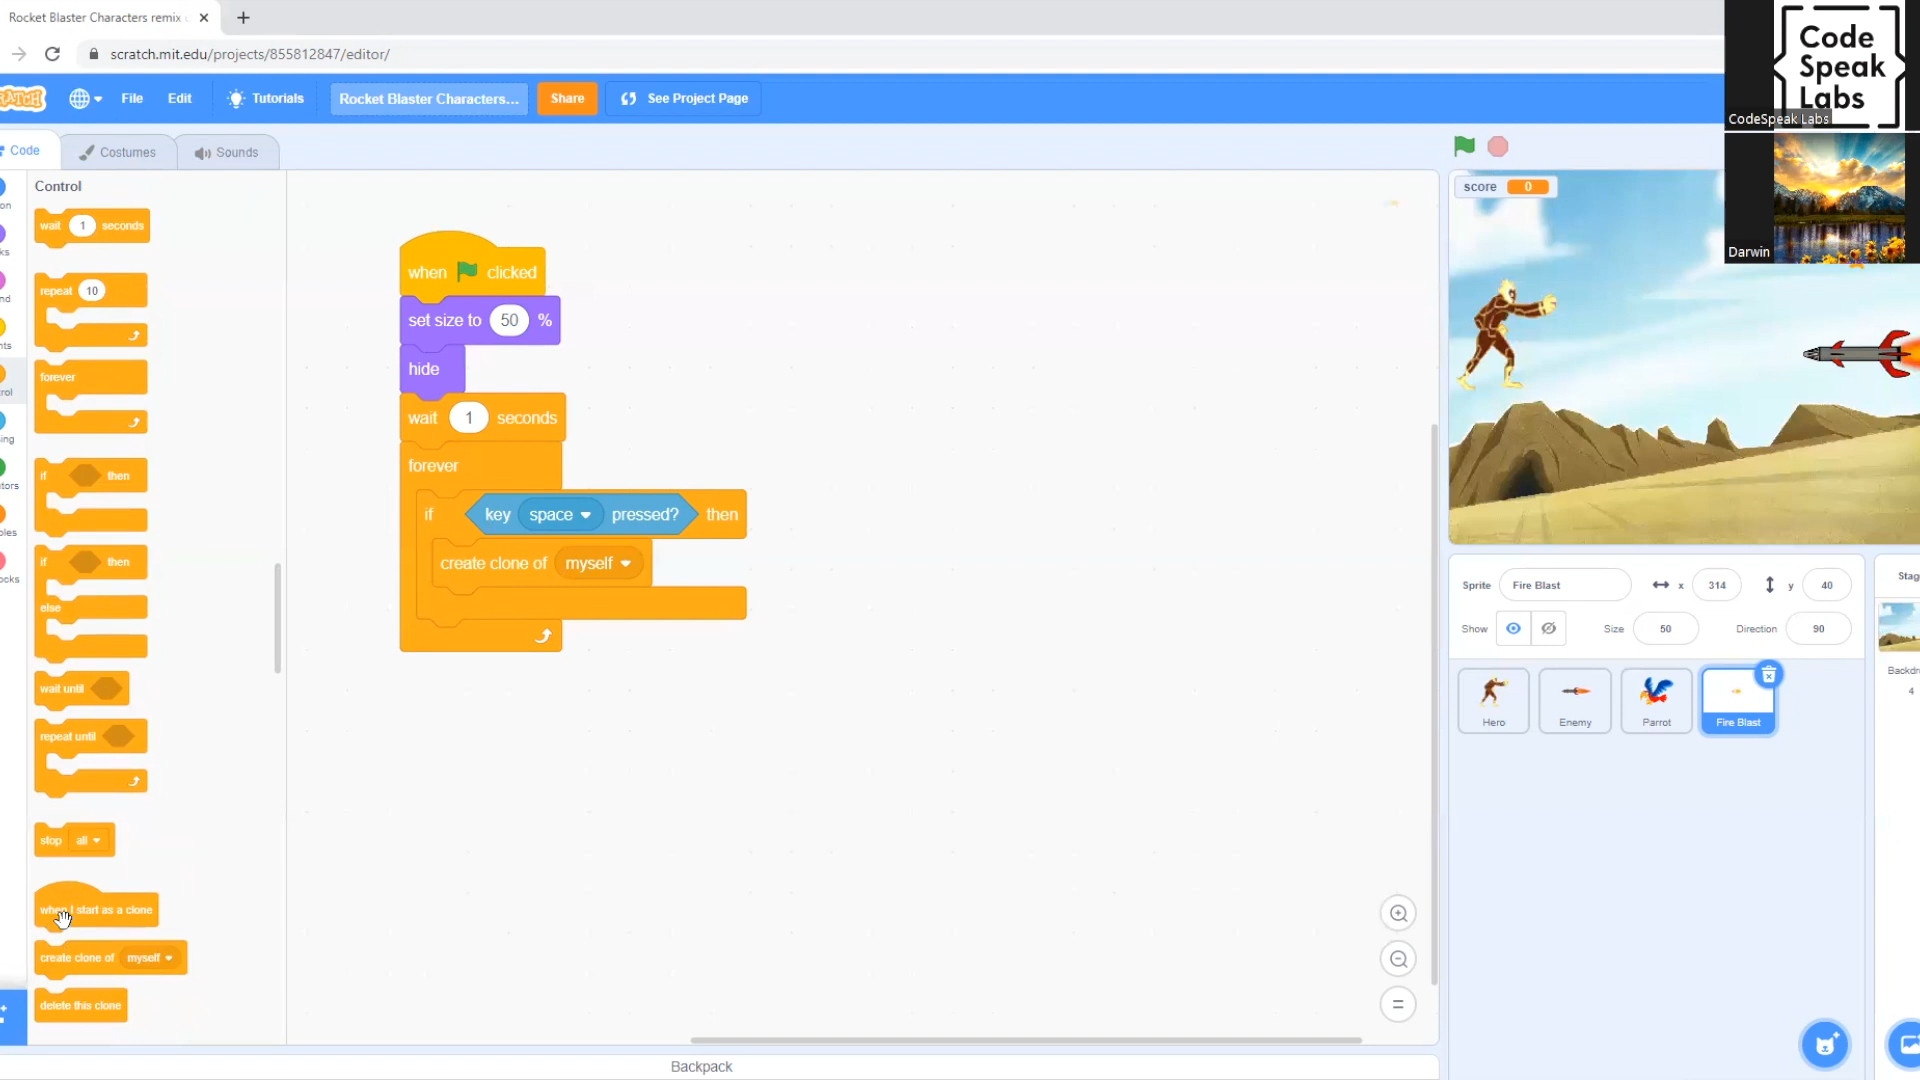 Rocket Blaster Characters remix
scratch.mit.edu/projects/855812847/editor/
File
Edit
Tutorials
Rocket Blaster Characters...
Share
See Project Page
Code
Speak
Labs
CodeSpeak Labs
Darwin
Code
Costumes
Sounds
Control
wait 1 seconds
repeat 10
forever
if then
if then
else
wait until
repeat until
stop all
when I start as a clone
create clone of myself
delete this clone
when clicked
set size to 50 %
hide
wait 1 seconds
forever
if key space pressed? then
create clone of myself
score 0
Sprite Fire Blast x 314 y 40
Show Size 50 Direction 90
Hero
Enemy
Parrot
Fire Blast
4
Backpack